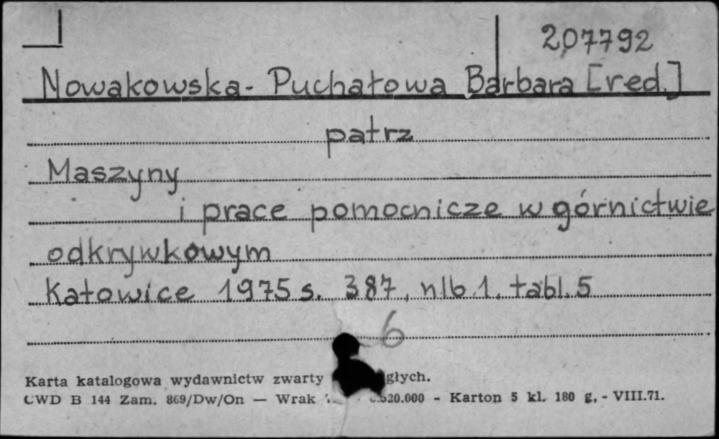 207792
Nowakowska-Puchałowa Barbara [red.]
patrz
Maszyny
i prace pomocnicze w górnictwie
odkrywkowym
Katowice 1975 s. 387, nlb 1. tabl. 5
6
Karta katalogowa wydawnictw zwarty głych.
CWD B 144 Zam. 869/Dw/On — Wrak 520.000 - Karton 5 kl. 180 g. - VIII.71.